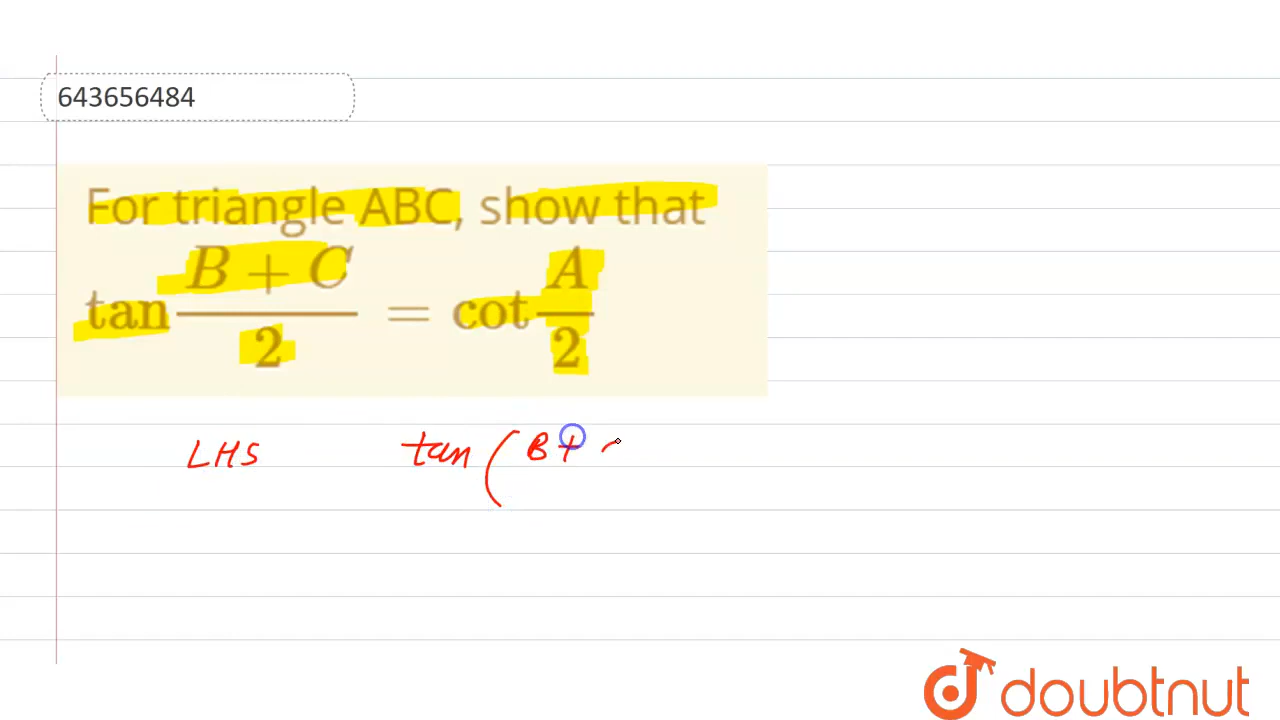 643656484
For triangle ABC, show that
tan B + C / 2 = cot A / 2
LHS tan ( B +
doubtnut